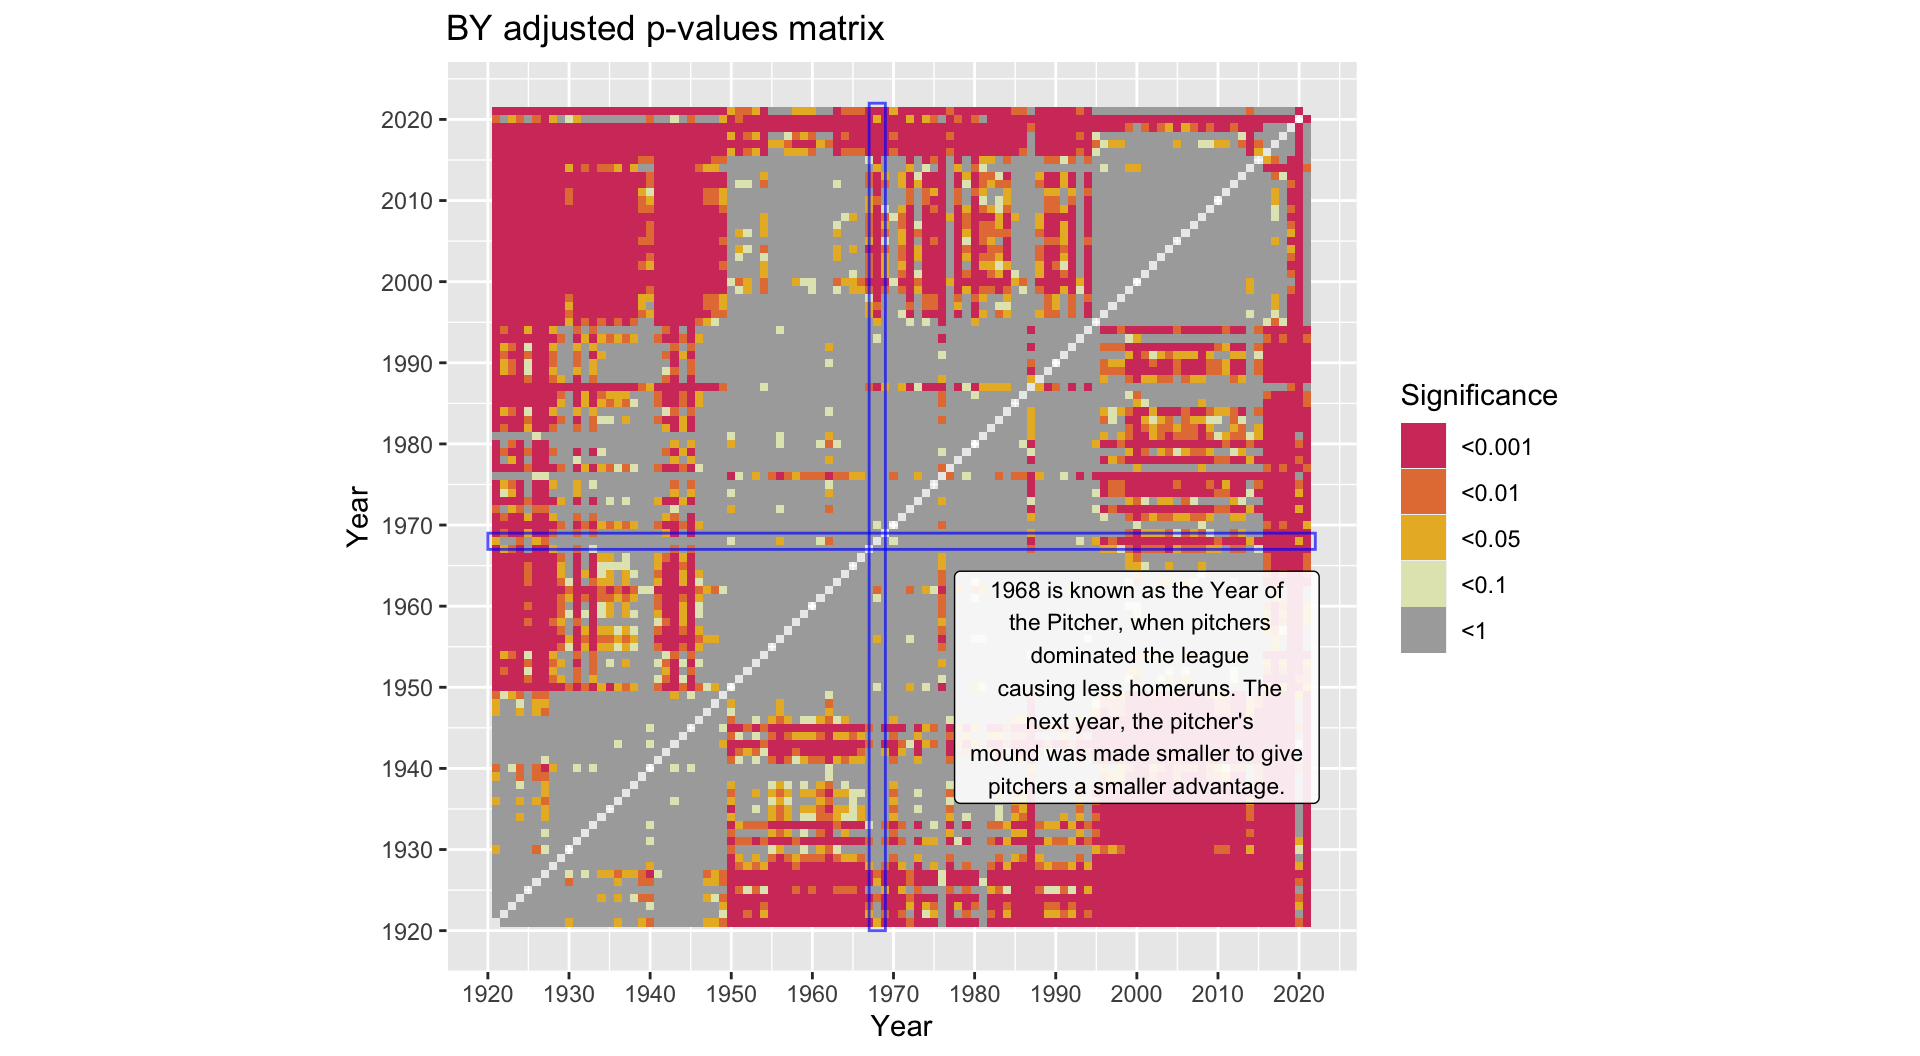 BY adjusted p-values matrix
Year
2020
2010
2000
1990
1980
1970
1960
1950
1940
1930
1920
1968 is known as the Year of
the Pitcher, when pitchers
dominated the league
causing less homeruns. The
next year, the pitcher's
mound was made smaller to give
pitchers a smaller advantage.
1920 1930 1940 1950 1960 1970 1980 1990 2000 2010 2020
Year
Significance
<0.001
<0.01
<0.05
<0.1
<1